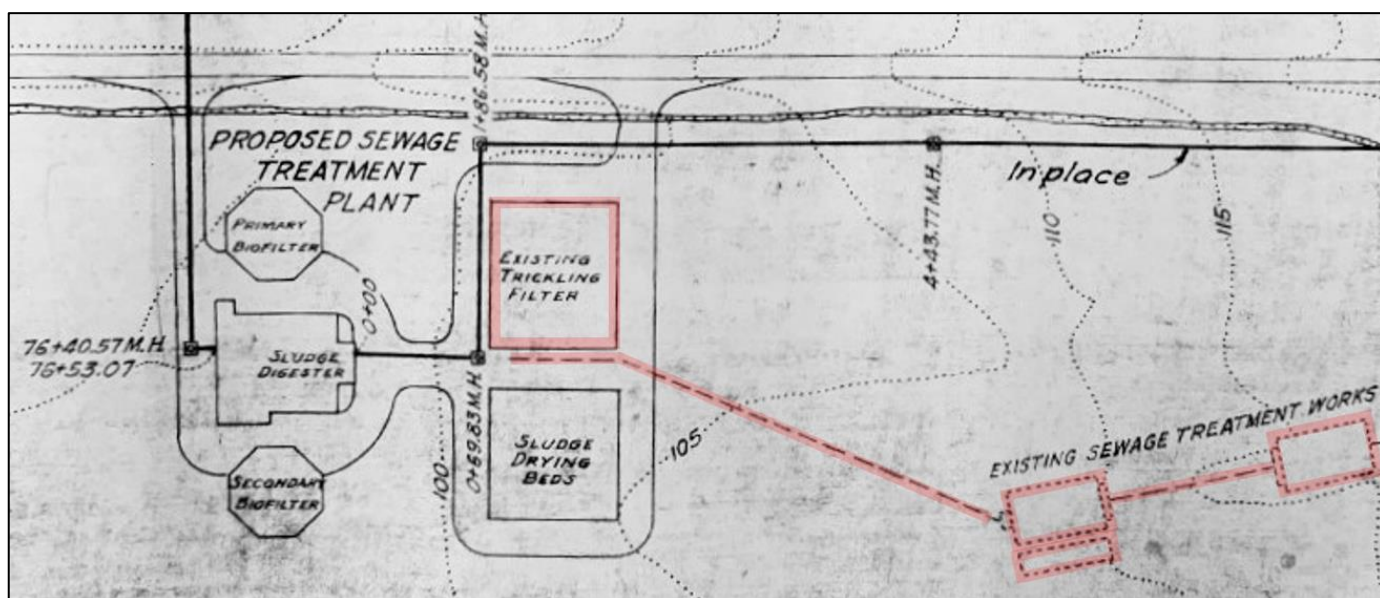 1+86.58 M.H.
PROPOSED SEWAGE
TREATMENT
PLANT
PRIMARY
BIOFILTER
EXISTING
TRICKLING
FILTER
In place
4+43.77 M.H.
110
115
0+00
76+40.57 M.H.
76+53.07
SLUDGE
DIGESTER
0+69.83 M.H.
SLUDGE
DRYING
BEDS
105
100
SECONDARY
BIOFILTER
EXISTING SEWAGE TREATMENT WORKS